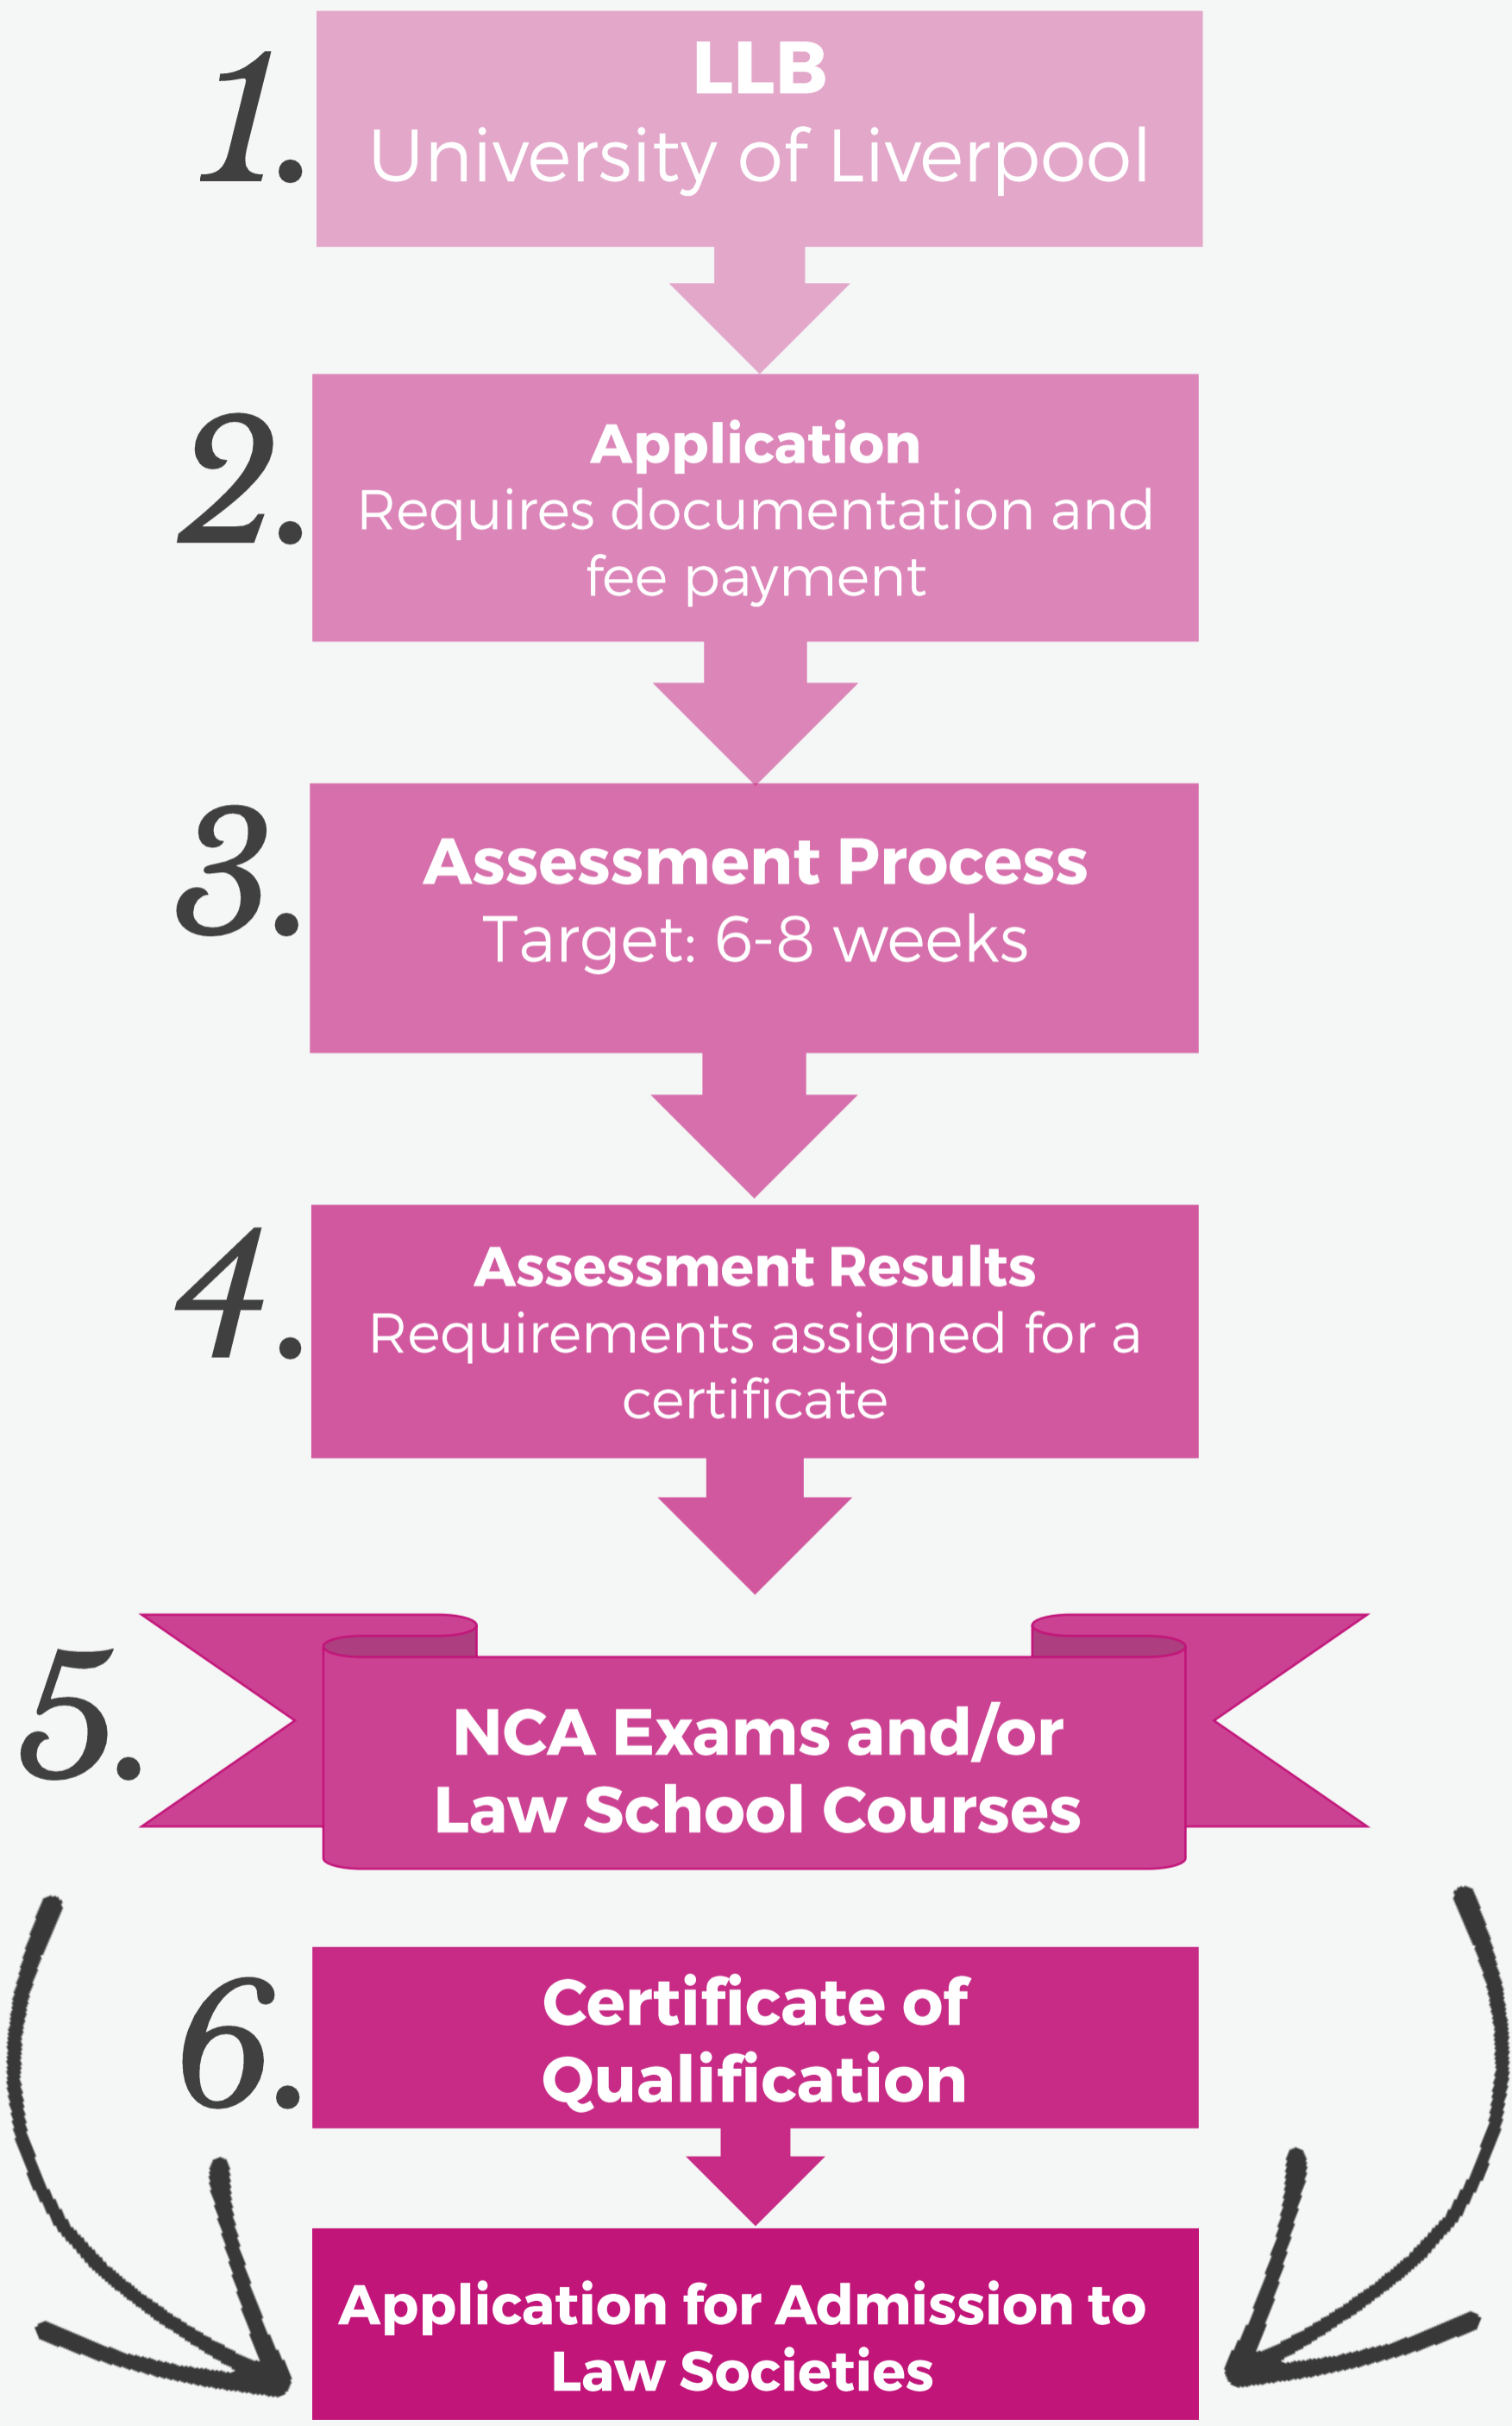 1.
LLB
University of Liverpool
2.
Application
Requires documentation and
fee payment
3.
Assessment Process
Target: 6-8 weeks
4.
Assessment Results
Requirements assigned for a
certificate
5.
NCA Exams and/or
Law School Courses
6.
Certificate of
Qualification
Application for Admission to
Law Societies